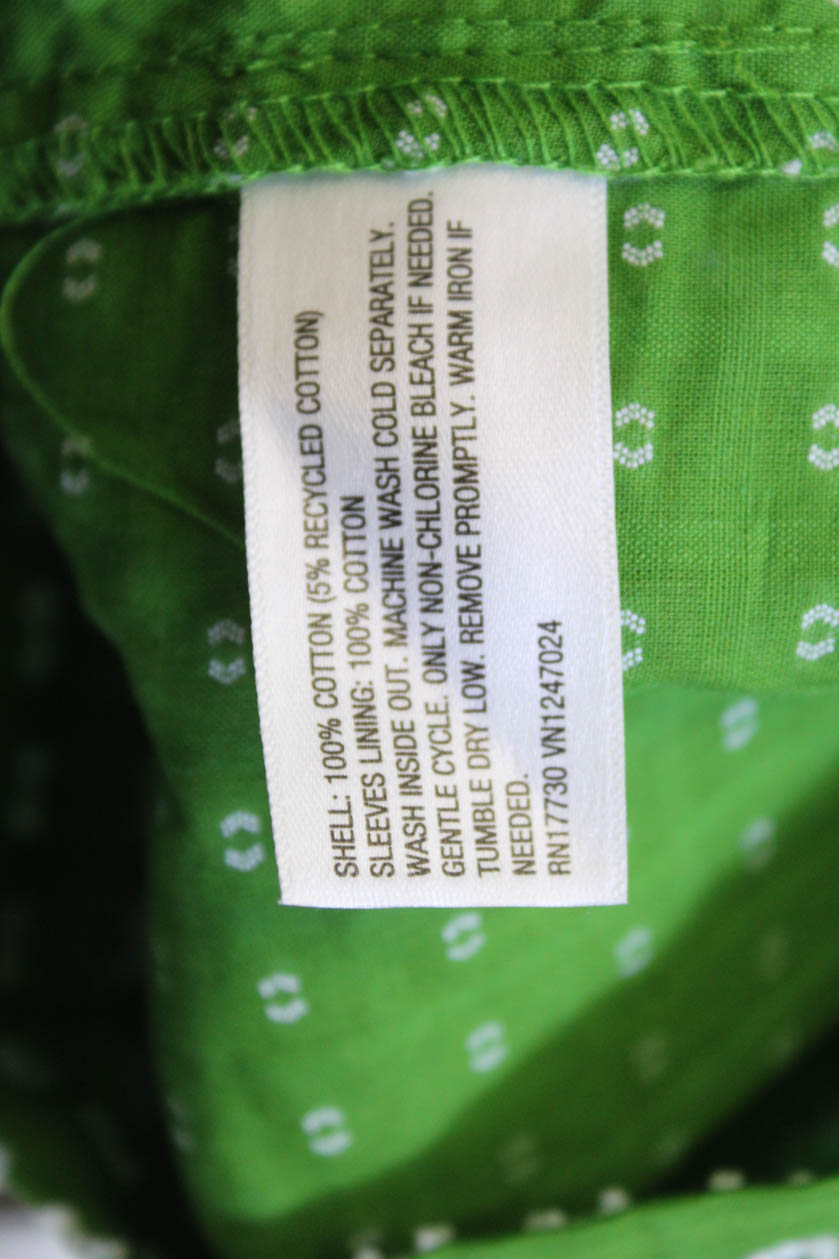 SHELL: 100% COTTON (5% RECYCLED COTTON)
SLEEVES LINING: 100% COTTON
WASH INSIDE OUT. MACHINE WASH COLD SEPARATELY.
GENTLE CYCLE. ONLY NON-CHLORINE BLEACH IF NEEDED.
TUMBLE DRY LOW. REMOVE PROMPTLY. WARM IRON IF
NEEDED.
RN17730 VN1247024